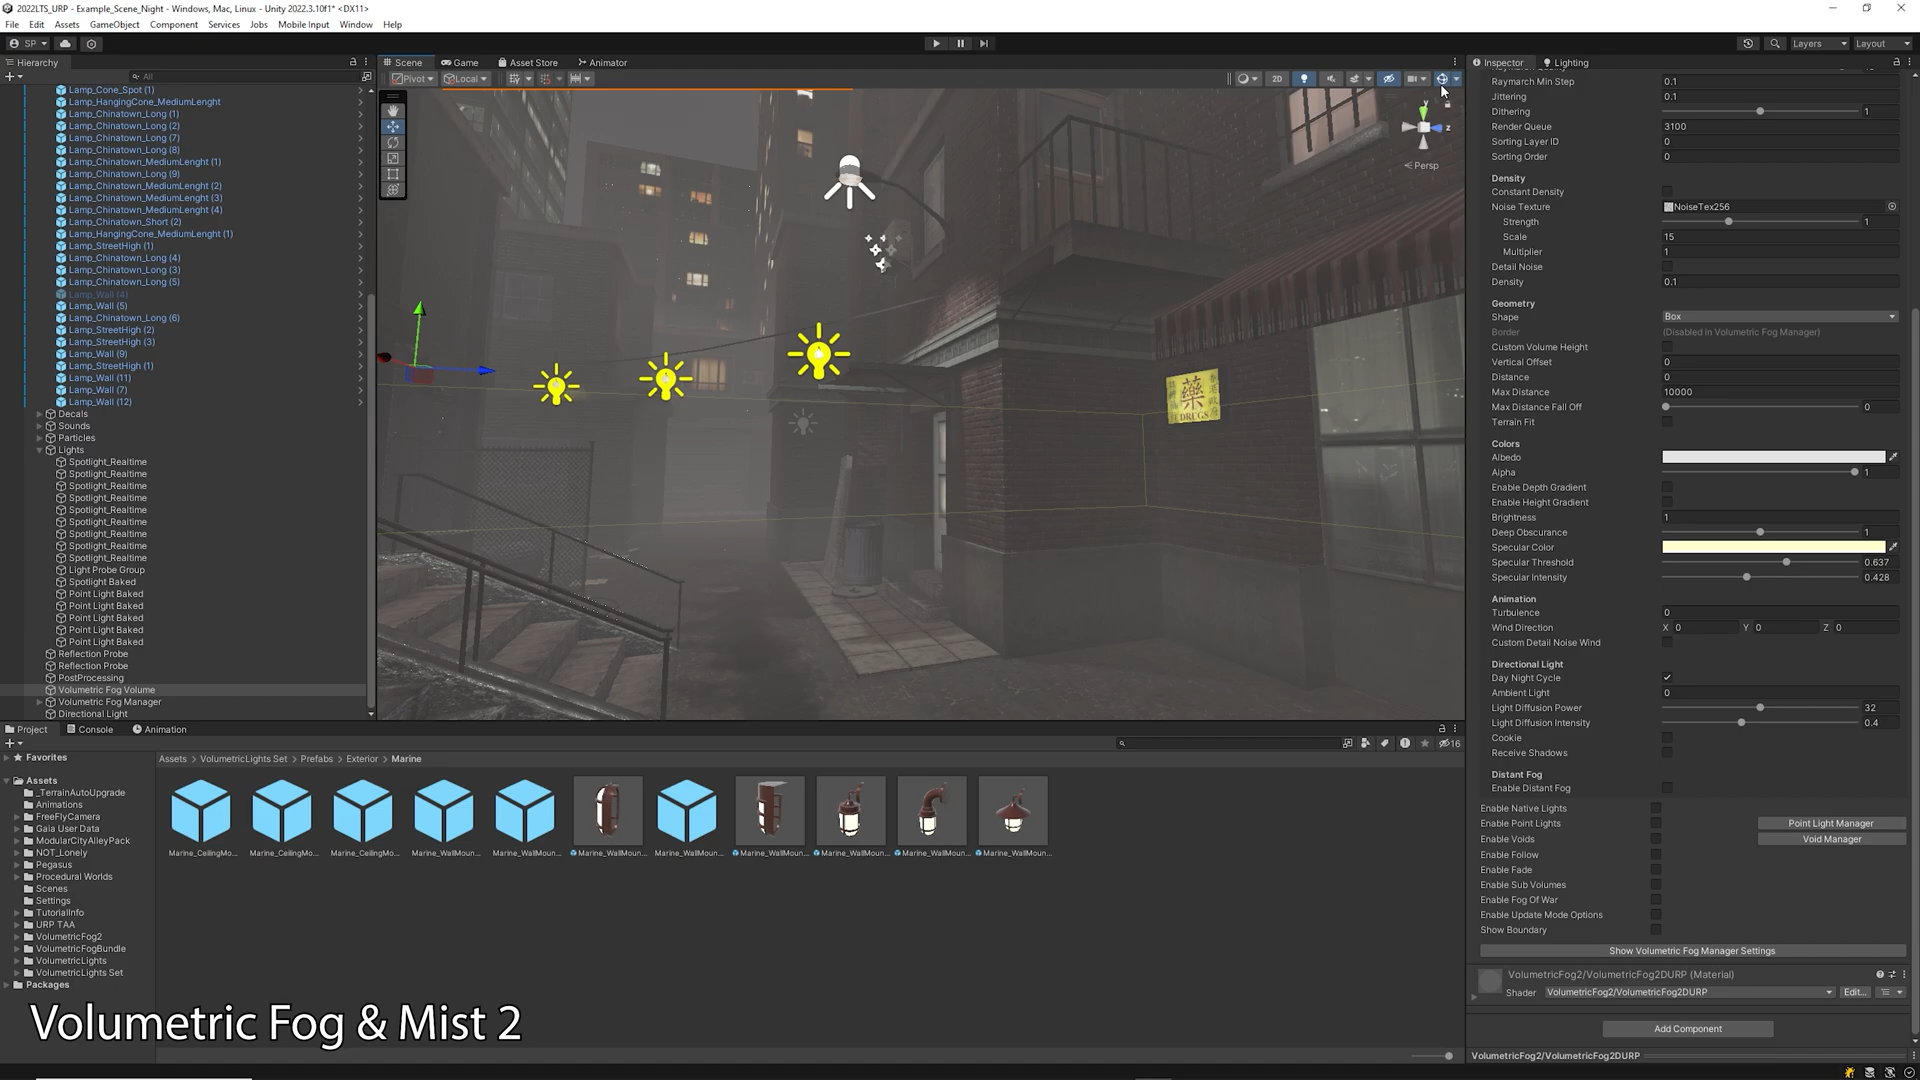 2022LTS_URP - Example_Scene_Night - Windows, Mac, Linux - Unity 2022.3.10f1* <DX11>
File Edit Assets GameObject Component Services Jobs Mobile Input Window Help
SP Layers Layout
Hierarchy Scene Game Asset Store Animator Inspector Lighting
All Pivot Local 2D
Lamp_Cone_Spot (1)
Lamp_HangingCone_MediumLenght
Lamp_Chinatown_Long (1)
Lamp_Chinatown_Long (2)
Lamp_Chinatown_Long (7)
Lamp_Chinatown_Long (8)
Lamp_Chinatown_MediumLenght (1)
Lamp_Chinatown_Long (9)
Lamp_Chinatown_MediumLenght (2)
Lamp_Chinatown_MediumLenght (3)
Lamp_Chinatown_MediumLenght (4)
Lamp_Chinatown_Short (2)
Lamp_HangingCone_MediumLenght (1)
Lamp_StreetHigh (1)
Lamp_Chinatown_Long (4)
Lamp_Chinatown_Long (3)
Lamp_Chinatown_Long (5)
Lamp_Wall (4)
Lamp_Wall (5)
Lamp_Chinatown_Long (6)
Lamp_StreetHigh (2)
Lamp_StreetHigh (3)
Lamp_Wall (9)
Lamp_StreetHigh (1)
Lamp_Wall (11)
Lamp_Wall (7)
Lamp_Wall (12)
Decals
Sounds
Particles
Lights
Spotlight_Realtime
Spotlight_Realtime
Spotlight_Realtime
Spotlight_Realtime
Spotlight_Realtime
Spotlight_Realtime
Spotlight_Realtime
Spotlight_Realtime
Spotlight_Realtime
Light Probe Group
Spotlight Baked
Point Light Baked
Point Light Baked
Point Light Baked
Point Light Baked
Point Light Baked
Reflection Probe
Reflection Probe
PostProcessing
Volumetric Fog Volume
Volumetric Fog Manager
Directional Light
y
z
< Persp
藥
DRUGS
Raymarch Min Step 0.1
Jittering 0.1
Dithering 1
Render Queue 3100
Sorting Layer ID 0
Sorting Order 0
Density
Constant Density
Noise Texture NoiseTex256
Strength 1
Scale 15
Multiplier 1
Detail Noise
Density 0.1
Geometry
Shape Box
Border (Disabled in Volumetric Fog Manager)
Custom Volume Height
Vertical Offset 0
Distance 0
Max Distance 10000
Max Distance Fall Off 0
Terrain Fit
Colors
Albedo
Alpha 1
Enable Depth Gradient
Enable Height Gradient
Brightness 1
Deep Obscurance 1
Specular Color
Specular Threshold 0.637
Specular Intensity 0.428
Animation
Turbulence 0
Wind Direction X 0 Y 0 Z 0
Custom Detail Noise Wind
Directional Light
Day Night Cycle
Ambient Light 0
Light Diffusion Power 32
Light Diffusion Intensity 0.4
Cookie
Receive Shadows
Distant Fog
Enable Distant Fog
Enable Native Lights
Enable Point Lights Point Light Manager
Enable Voids Void Manager
Enable Follow
Enable Fade
Enable Sub Volumes
Enable Fog Of War
Enable Update Mode Options
Show Boundary
Show Volumetric Fog Manager Settings
VolumetricFog2/VolumetricFog2DURP (Material)
Shader VolumetricFog2/VolumetricFog2DURP Edit...
Add Component
VolumetricFog2/VolumetricFog2DURP
Project Console Animation
16
Favorites
Assets
_TerrainAutoUpgrade
Animations
FreeFlyCamera
Gaia User Data
ModularCityAlleyPack
NOT_Lonely
Pegasus
Procedural Worlds
Scenes
Settings
TutorialInfo
URP TAA
VolumetricFog2
VolumetricFogBundle
VolumetricLights
VolumetricLights Set
Packages
Assets > VolumetricLights Set > Prefabs > Exterior > Marine
Marine_CeilingMo... Marine_CeilingMo... Marine_CeilingMo... Marine_WallMoun... Marine_WallMoun... Marine_WallMoun... Marine_WallMoun... Marine_WallMoun... Marine_WallMoun... Marine_WallMoun... Marine_WallMoun...
Volumetric Fog & Mist 2